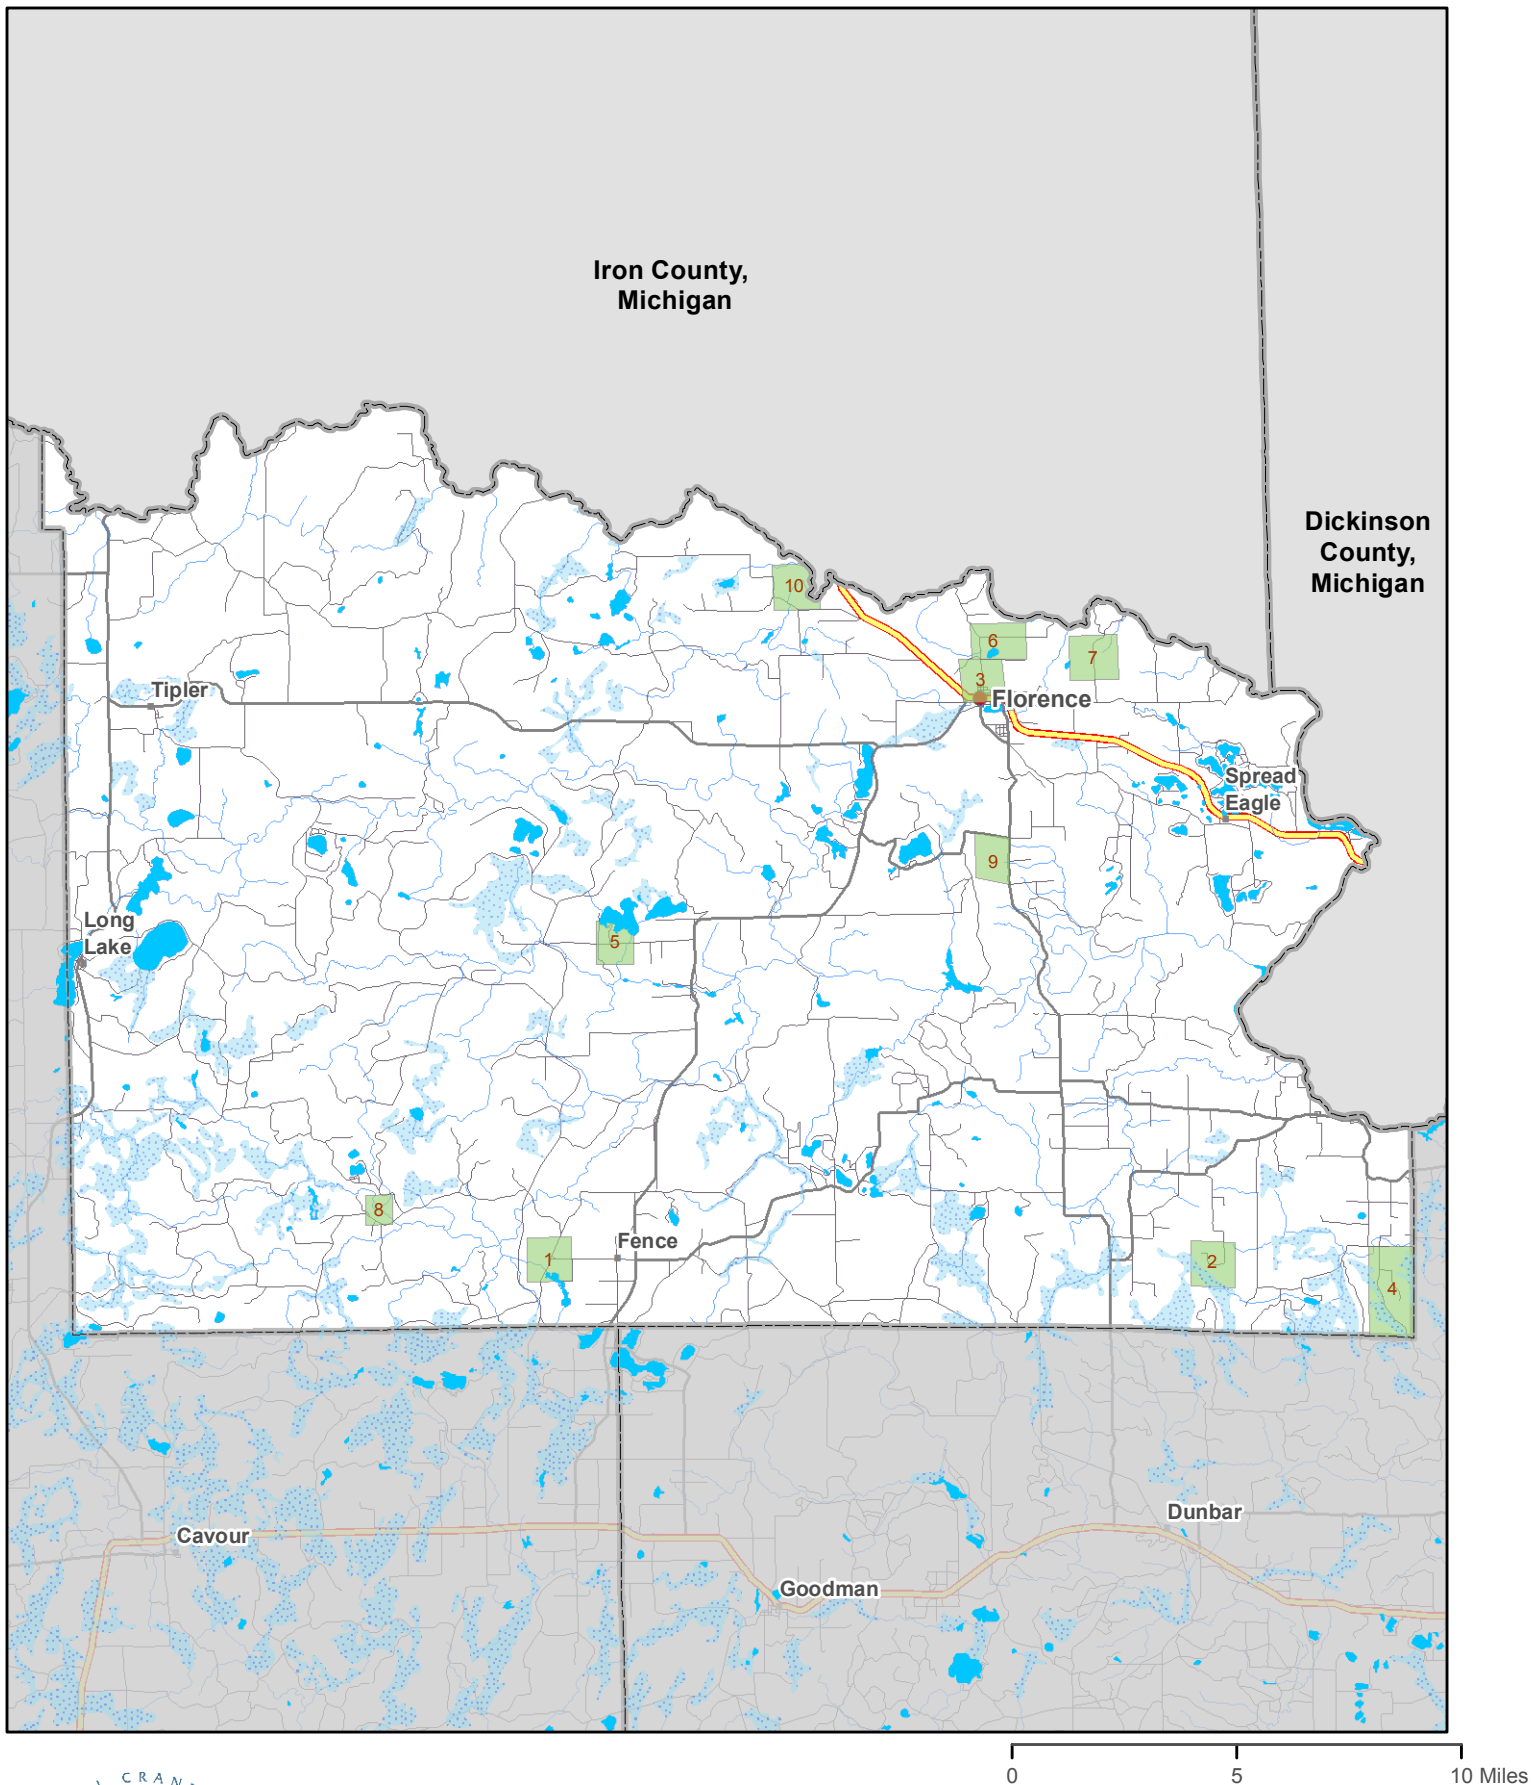 Iron County,
Michigan
Dickinson
County,
Michigan
10
6
7
3
Tipler
Florence
Spread
Eagle
9
Long
Lake
5
8
Fence
1
2
4
Dunbar
Cavour
Goodman
CRAN
0 5 10 Miles